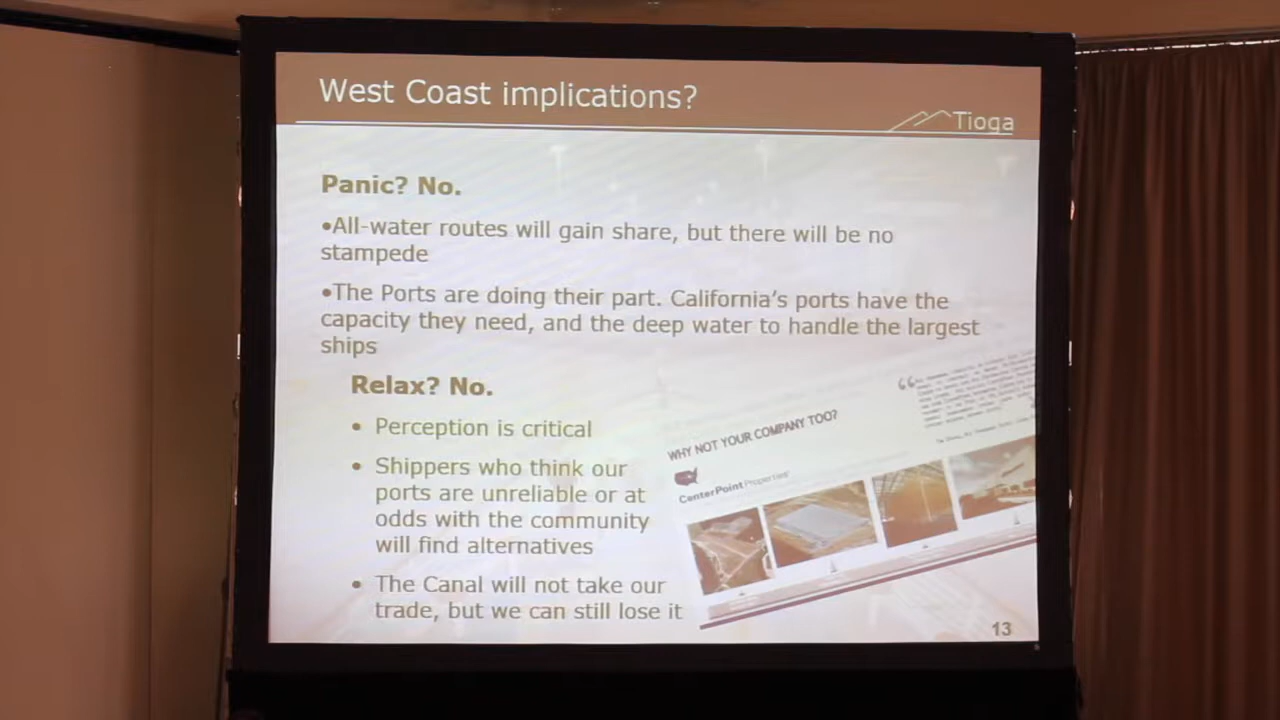 West Coast implications?
Tioga
Panic? No.
•All-water routes will gain share, but there will be no
stampede
•The Ports are doing their part. California's ports have the
capacity they need, and the deep water to handle the largest
ships
Relax? No.
• Perception is critical
• Shippers who think our
ports are unreliable or at
odds with the community
will find alternatives
• The Canal will not take our
trade, but we can still lose it
WHY NOT YOUR COMPANY TOO?
CenterPoint Properties
13